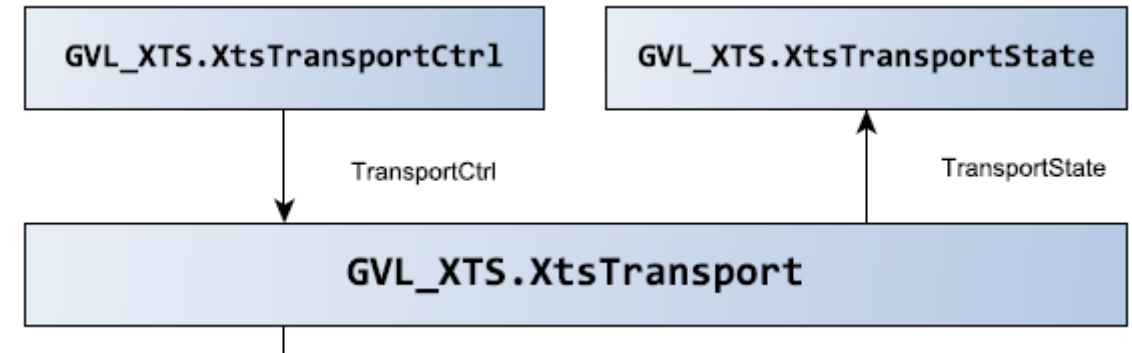 GVL_XTS.XtsTransportCtrl
GVL_XTS.XtsTransportState
TransportCtrl
TransportState
GVL_XTS.XtsTransport